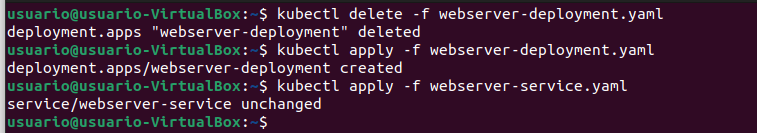 usuario@usuario-VirtualBox:~$ kubectl delete -f webserver-deployment.yaml
deployment.apps "webserver-deployment" deleted
usuario@usuario-VirtualBox:~$ kubectl apply -f webserver-deployment.yaml
deployment.apps/webserver-deployment created
usuario@usuario-VirtualBox:~$ kubectl apply -f webserver-service.yaml
service/webserver-service unchanged
usuario@usuario-VirtualBox:~$